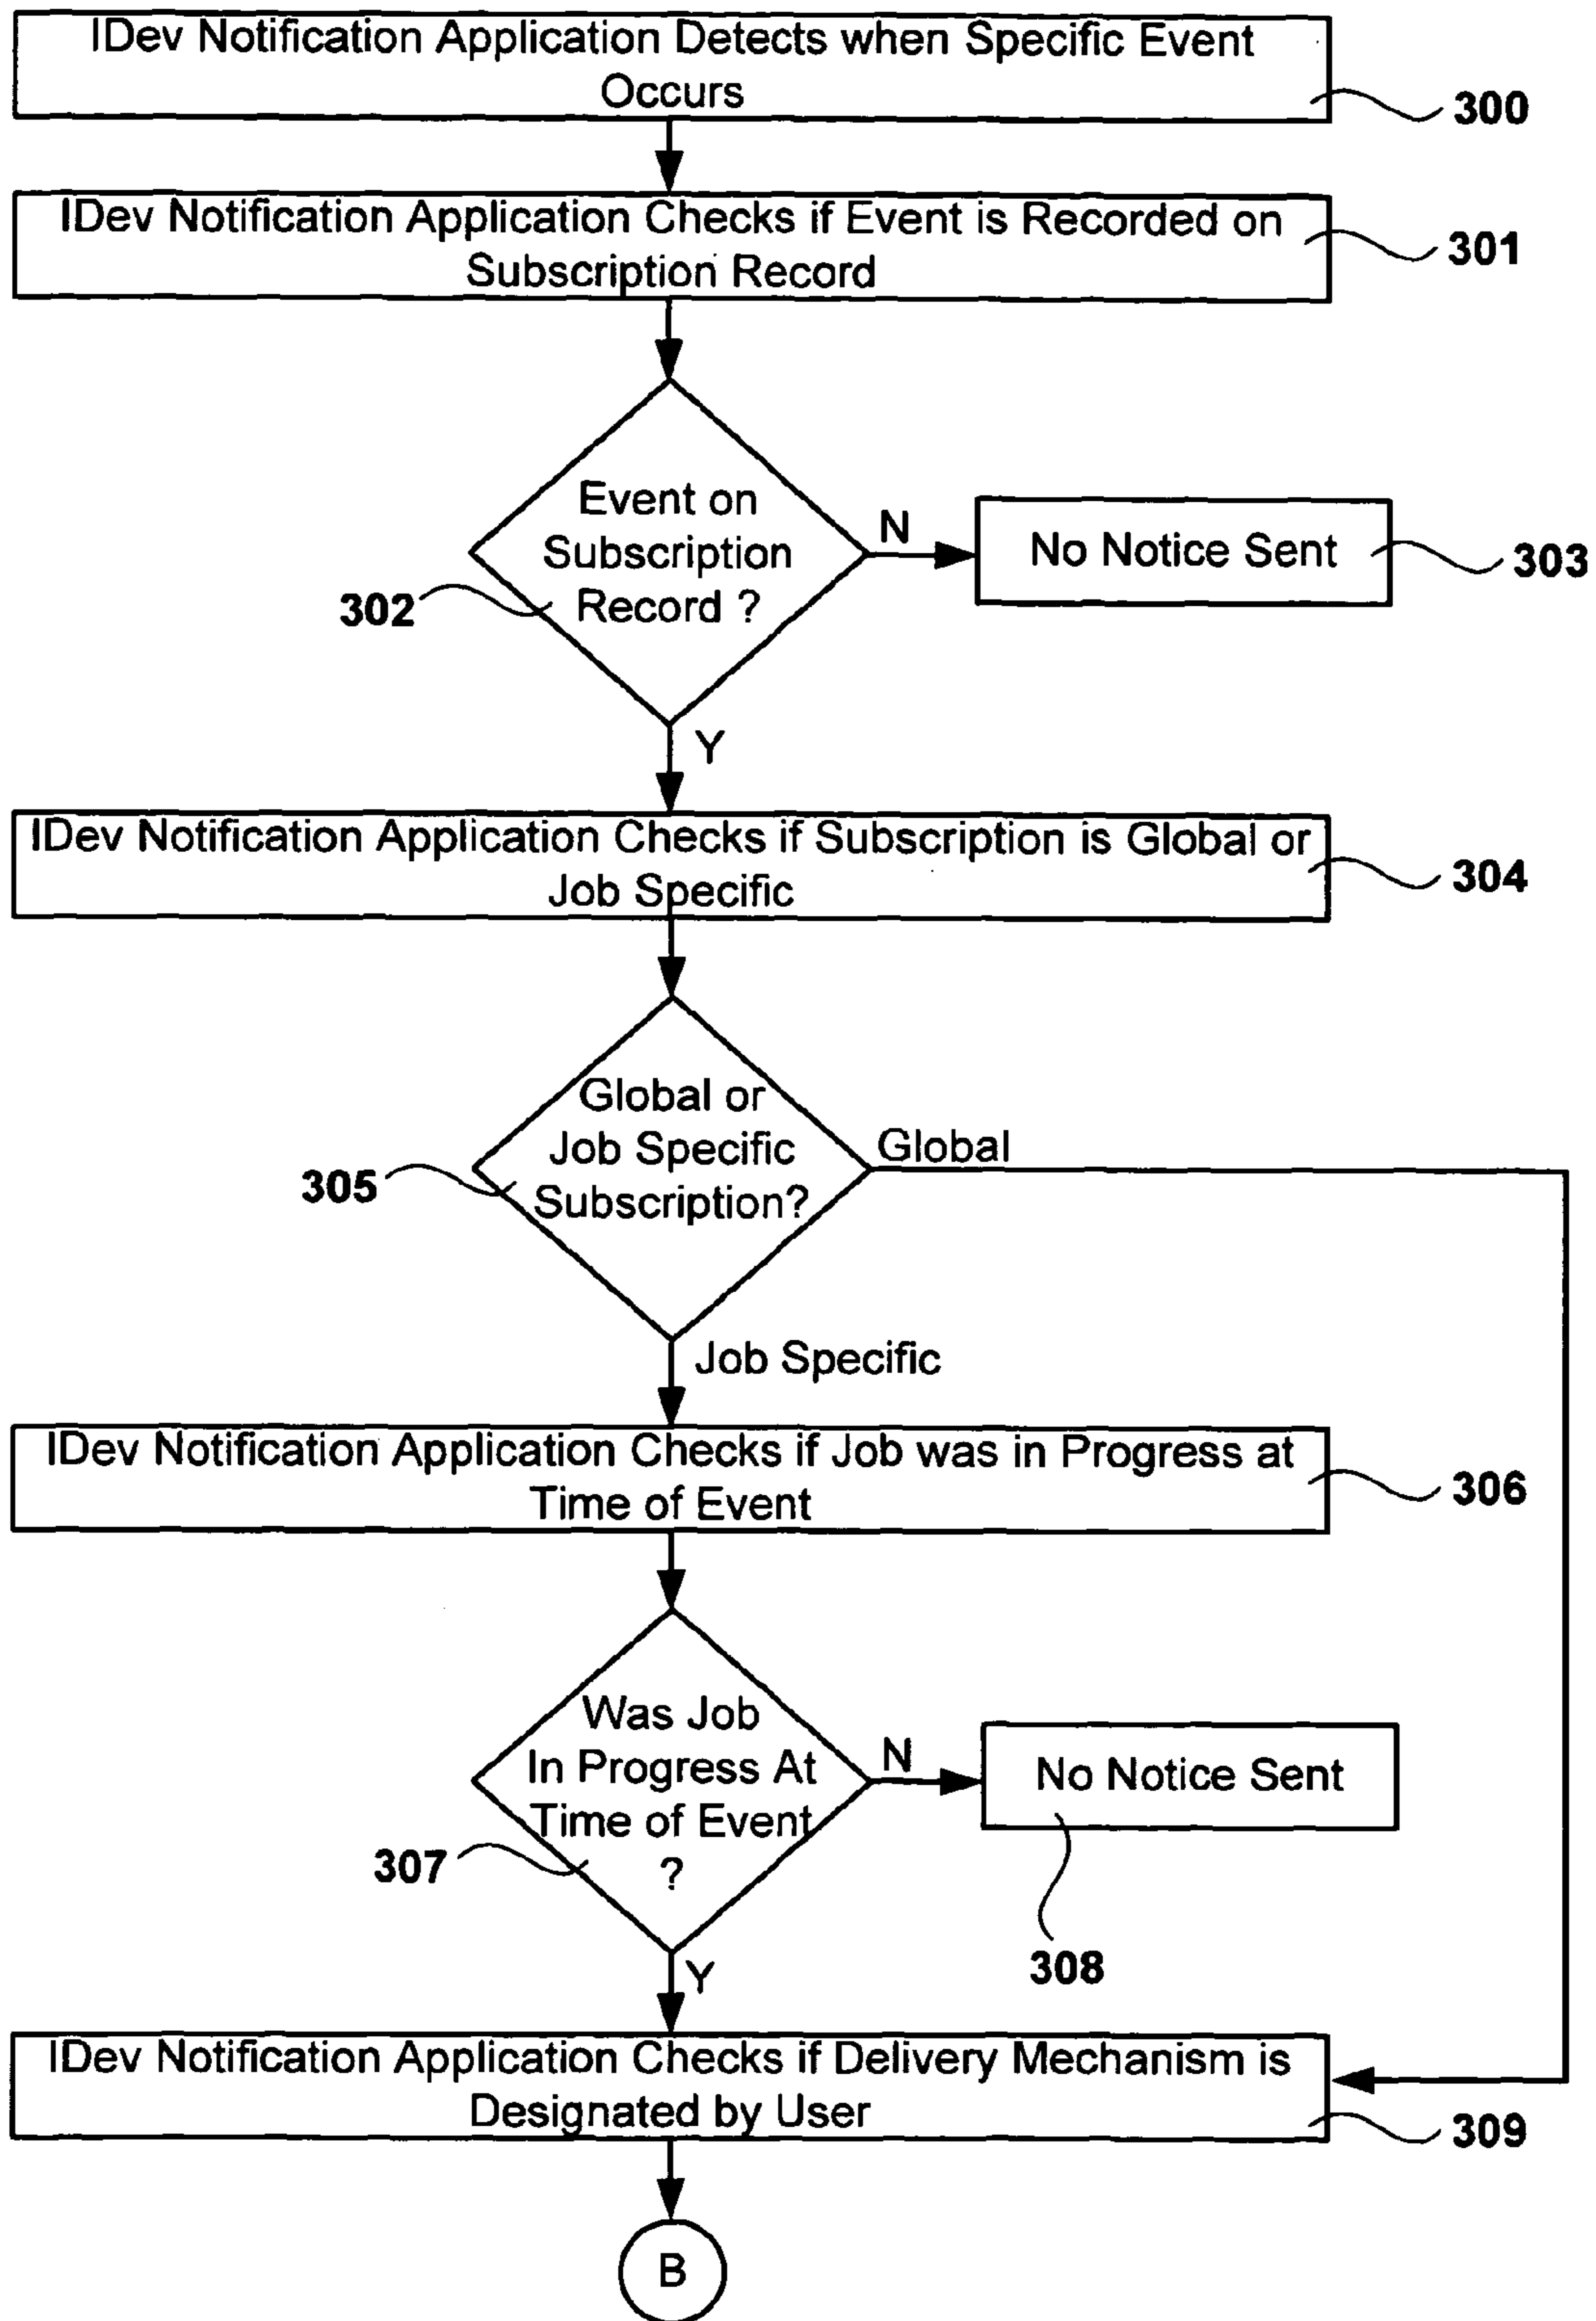 IDev Notification Application Detects when Specific Event
Occurs
300
IDev Notification Application Checks if Event is Recorded on
Subscription Record
301
Event on
Subscription
Record ?
302
N
No Notice Sent
303
Y
IDev Notification Application Checks if Subscription is Global or
Job Specific
304
Global or
Job Specific
Subscription?
305
Global
Job Specific
IDev Notification Application Checks if Job was in Progress at
Time of Event
306
Was Job
In Progress At
Time of Event
?
307
N
No Notice Sent
308
Y
IDev Notification Application Checks if Delivery Mechanism is
Designated by User
309
B